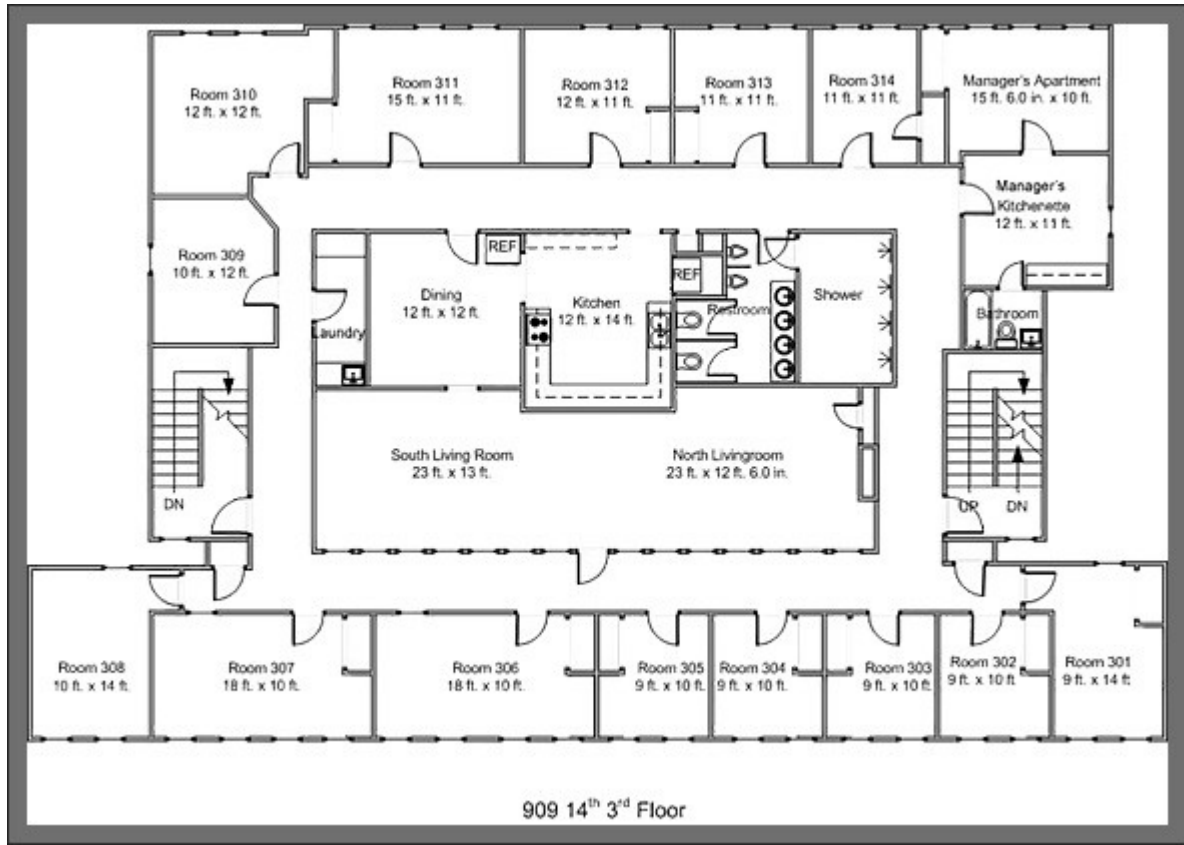 Room 310
12 ft. x 12 ft.
Room 311
15 ft. x 11 ft.
Room 312
12 ft. x 11 ft.
Room 313
11 ft. x 11 ft.
Room 314
11 ft. x 11 ft.
Manager's Apartment
15 ft. 6.0 in. x 10 ft.
Manager's
Kitchenette
12 ft. x 11 ft.
Room 309
10 ft. x 12 ft.
REF
Dining
12 ft. x 12 ft.
Kitchen
12 ft. x 14 ft.
REF
Restroom
Shower
Laundry
Bathroom
South Living Room
23 ft. x 13 ft.
North Livingroom
23 ft. x 12 ft. 6.0 in.
DN
UP
DN
Room 308
10 ft. x 14 ft.
Room 307
18 ft. x 10 ft.
Room 306
18 ft. x 10 ft.
Room 305
9 ft. x 10 ft.
Room 304
9 ft. x 10 ft.
Room 303
9 ft. x 10 ft
Room 302
9 ft. x 10 ft
Room 301
9 ft. x 14 ft
909 14th 3rd Floor